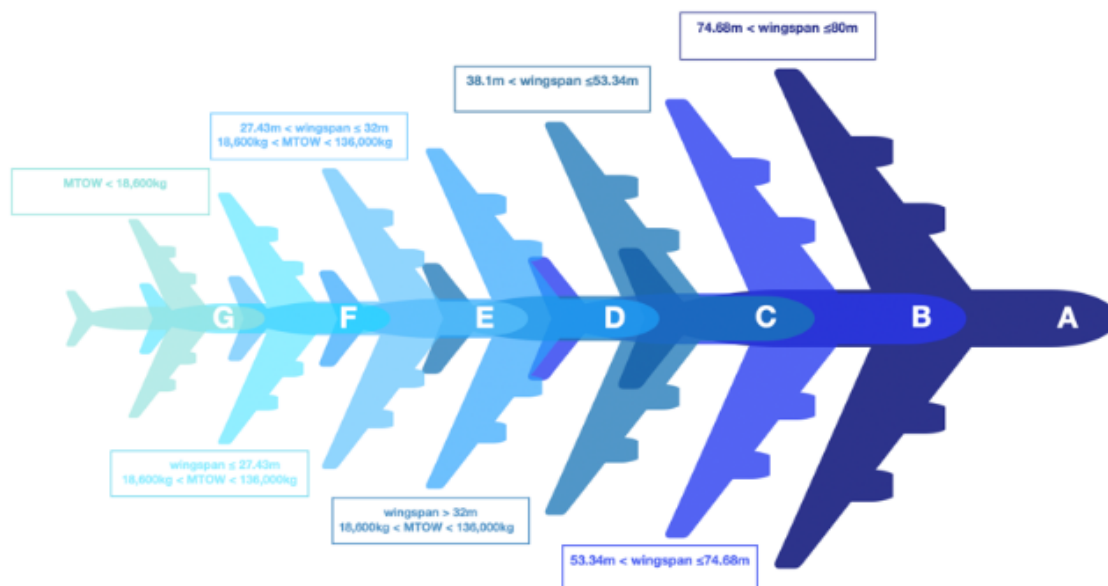 74.68m < wingspan ≤80m
38.1m < wingspan ≤53.34m
27.43m < wingspan ≤ 32m
18,600kg < MTOW < 136,000kg
MTOW < 18,600kg
G F E D C B A
wingspan ≤ 27.43m
18,600kg < MTOW < 136,000kg
wingspan > 32m
18,600kg < MTOW < 136,000kg
53.34m < wingspan ≤74.68m